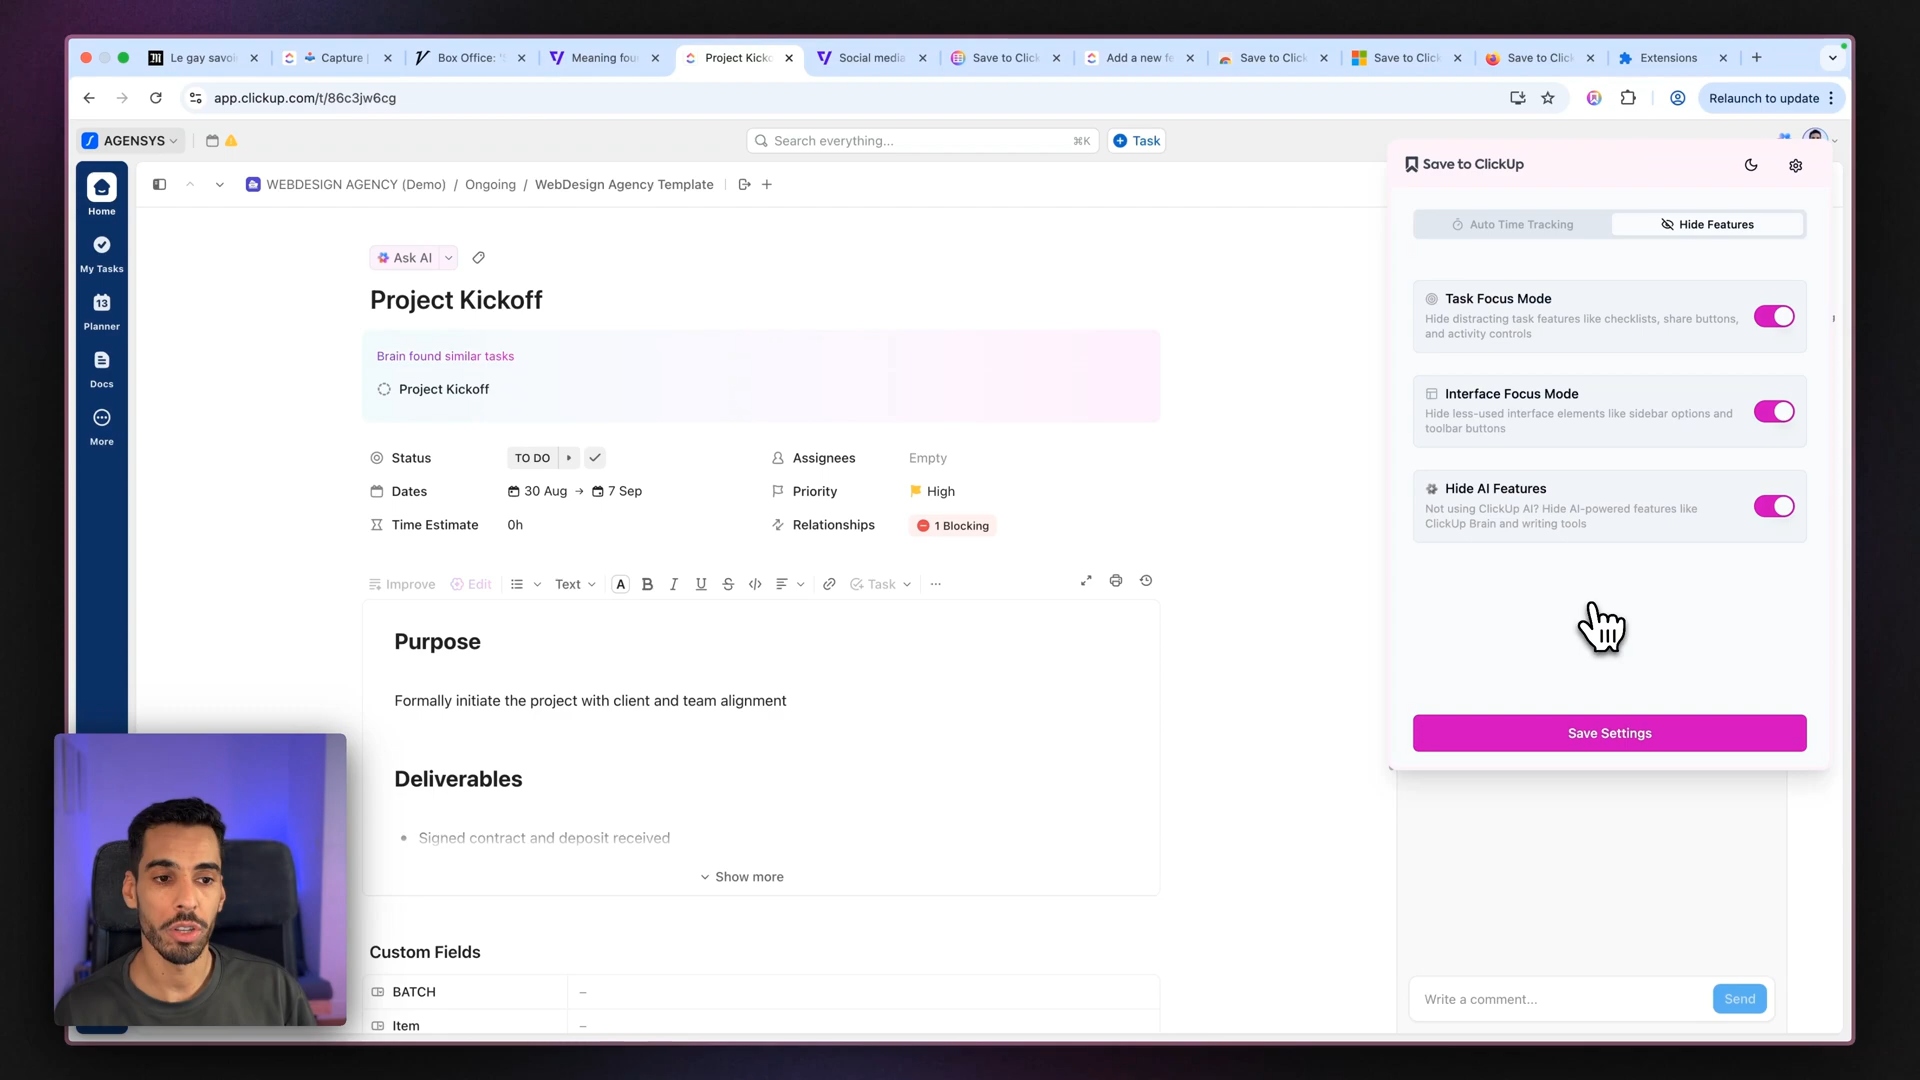 Le gay savoi
Capture |
Box Office: '
Meaning fou
Project Kick
Social media
Save to Click
Add a new fe
Save to Click
Save to Click
Save to Click
Extensions
app.clickup.com/t/86c3jw6cg
Relaunch to update
AGENSYS
Search everything...
⌘K
Task
Save to ClickUp
WEBDESIGN AGENCY (Demo) / Ongoing / WebDesign Agency Template
Home
My Tasks
13
Planner
Docs
More
Auto Time Tracking
Hide Features
Ask AI
Project Kickoff
Brain found similar tasks
Project Kickoff
Task Focus Mode
Hide distracting task features like checklists, share buttons,
and activity controls
Interface Focus Mode
Hide less-used interface elements like sidebar options and
toolbar buttons
Hide AI Features
Not using ClickUp AI? Hide AI-powered features like
ClickUp Brain and writing tools
Save Settings
Status
TO DO
Assignees
Empty
Dates
30 Aug → 7 Sep
Priority
High
Time Estimate
0h
Relationships
1 Blocking
Improve
Edit
Text
A
B
I
U
S
Task
...
Purpose
Formally initiate the project with client and team alignment
Deliverables
• Signed contract and deposit received
Show more
Custom Fields
BATCH
–
Item
–
Write a comment...
Send